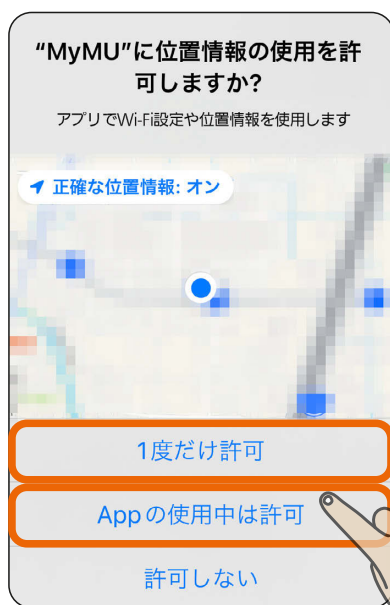 “MyMU”に位置情報の使用を許
可しますか?
アプリでWi-Fi設定や位置情報を使用します
正確な位置情報: オン
1度だけ許可
Appの使用中は許可
許可しない